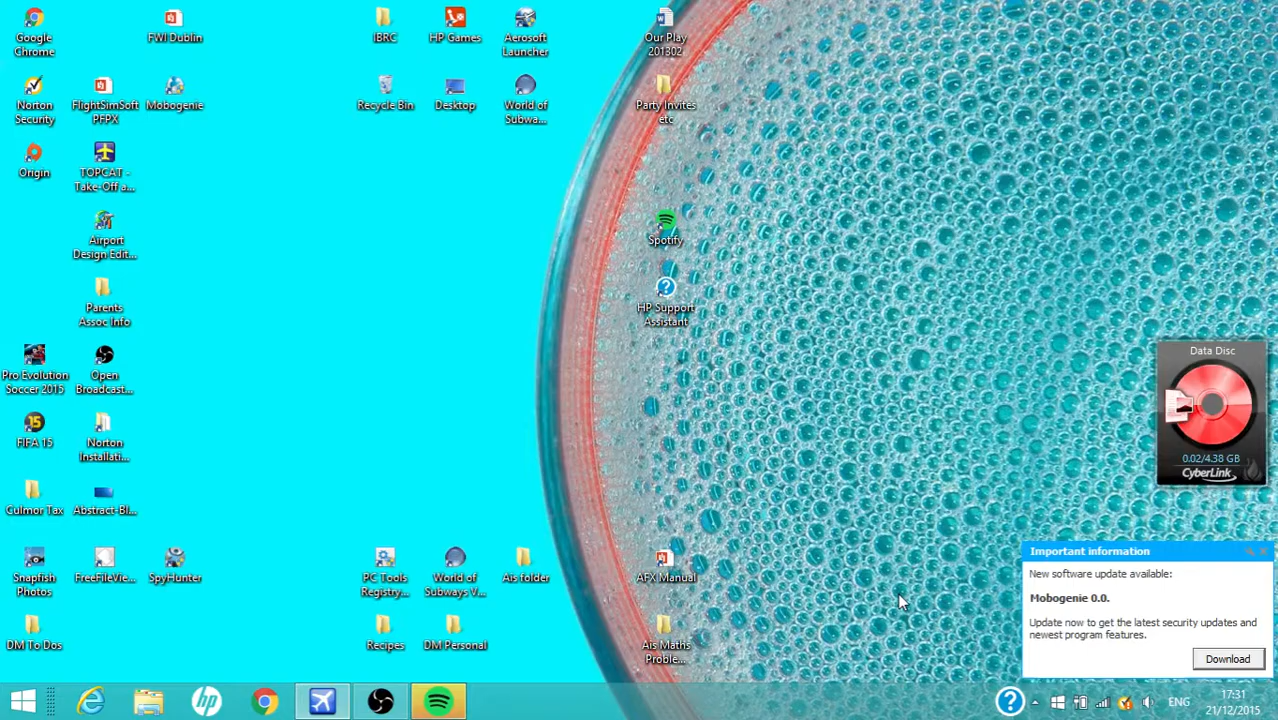 Google
Chrome
FWI Dublin
IBRC
HP Games
Aerosoft
Launcher
Our Play
201302
Norton
Security
FlightSimSoft
PFPX
Mobogenie
Recycle Bin
Desktop
World of
Subwa...
Party Invites
etc
Origin
TOPCAT -
Take-Off a...
Airport
Design Edit...
Spotify
Parents
Assoc Info
HP Support
Assistant
Pro Evolution
Soccer 2015
Open
Broadcast...
Data Disc
0.02/4.38 GB
CyberLink
15
FIFA 15
Norton
Installati...
Culmor Tax
Abstract-Bl...
Snapfish
Photos
FreeFileVie...
SpyHunter
PC Tools
Registry...
World of
Subways V...
Ais folder
AFX Manual
DM To Dos
Recipes
DM Personal
Ais Maths
Proble...
Important information
New software update available:
Mobogenie 0.0.
Update now to get the latest security updates and
newest program features.
Download
hp
ENG
17:31
21/12/2015